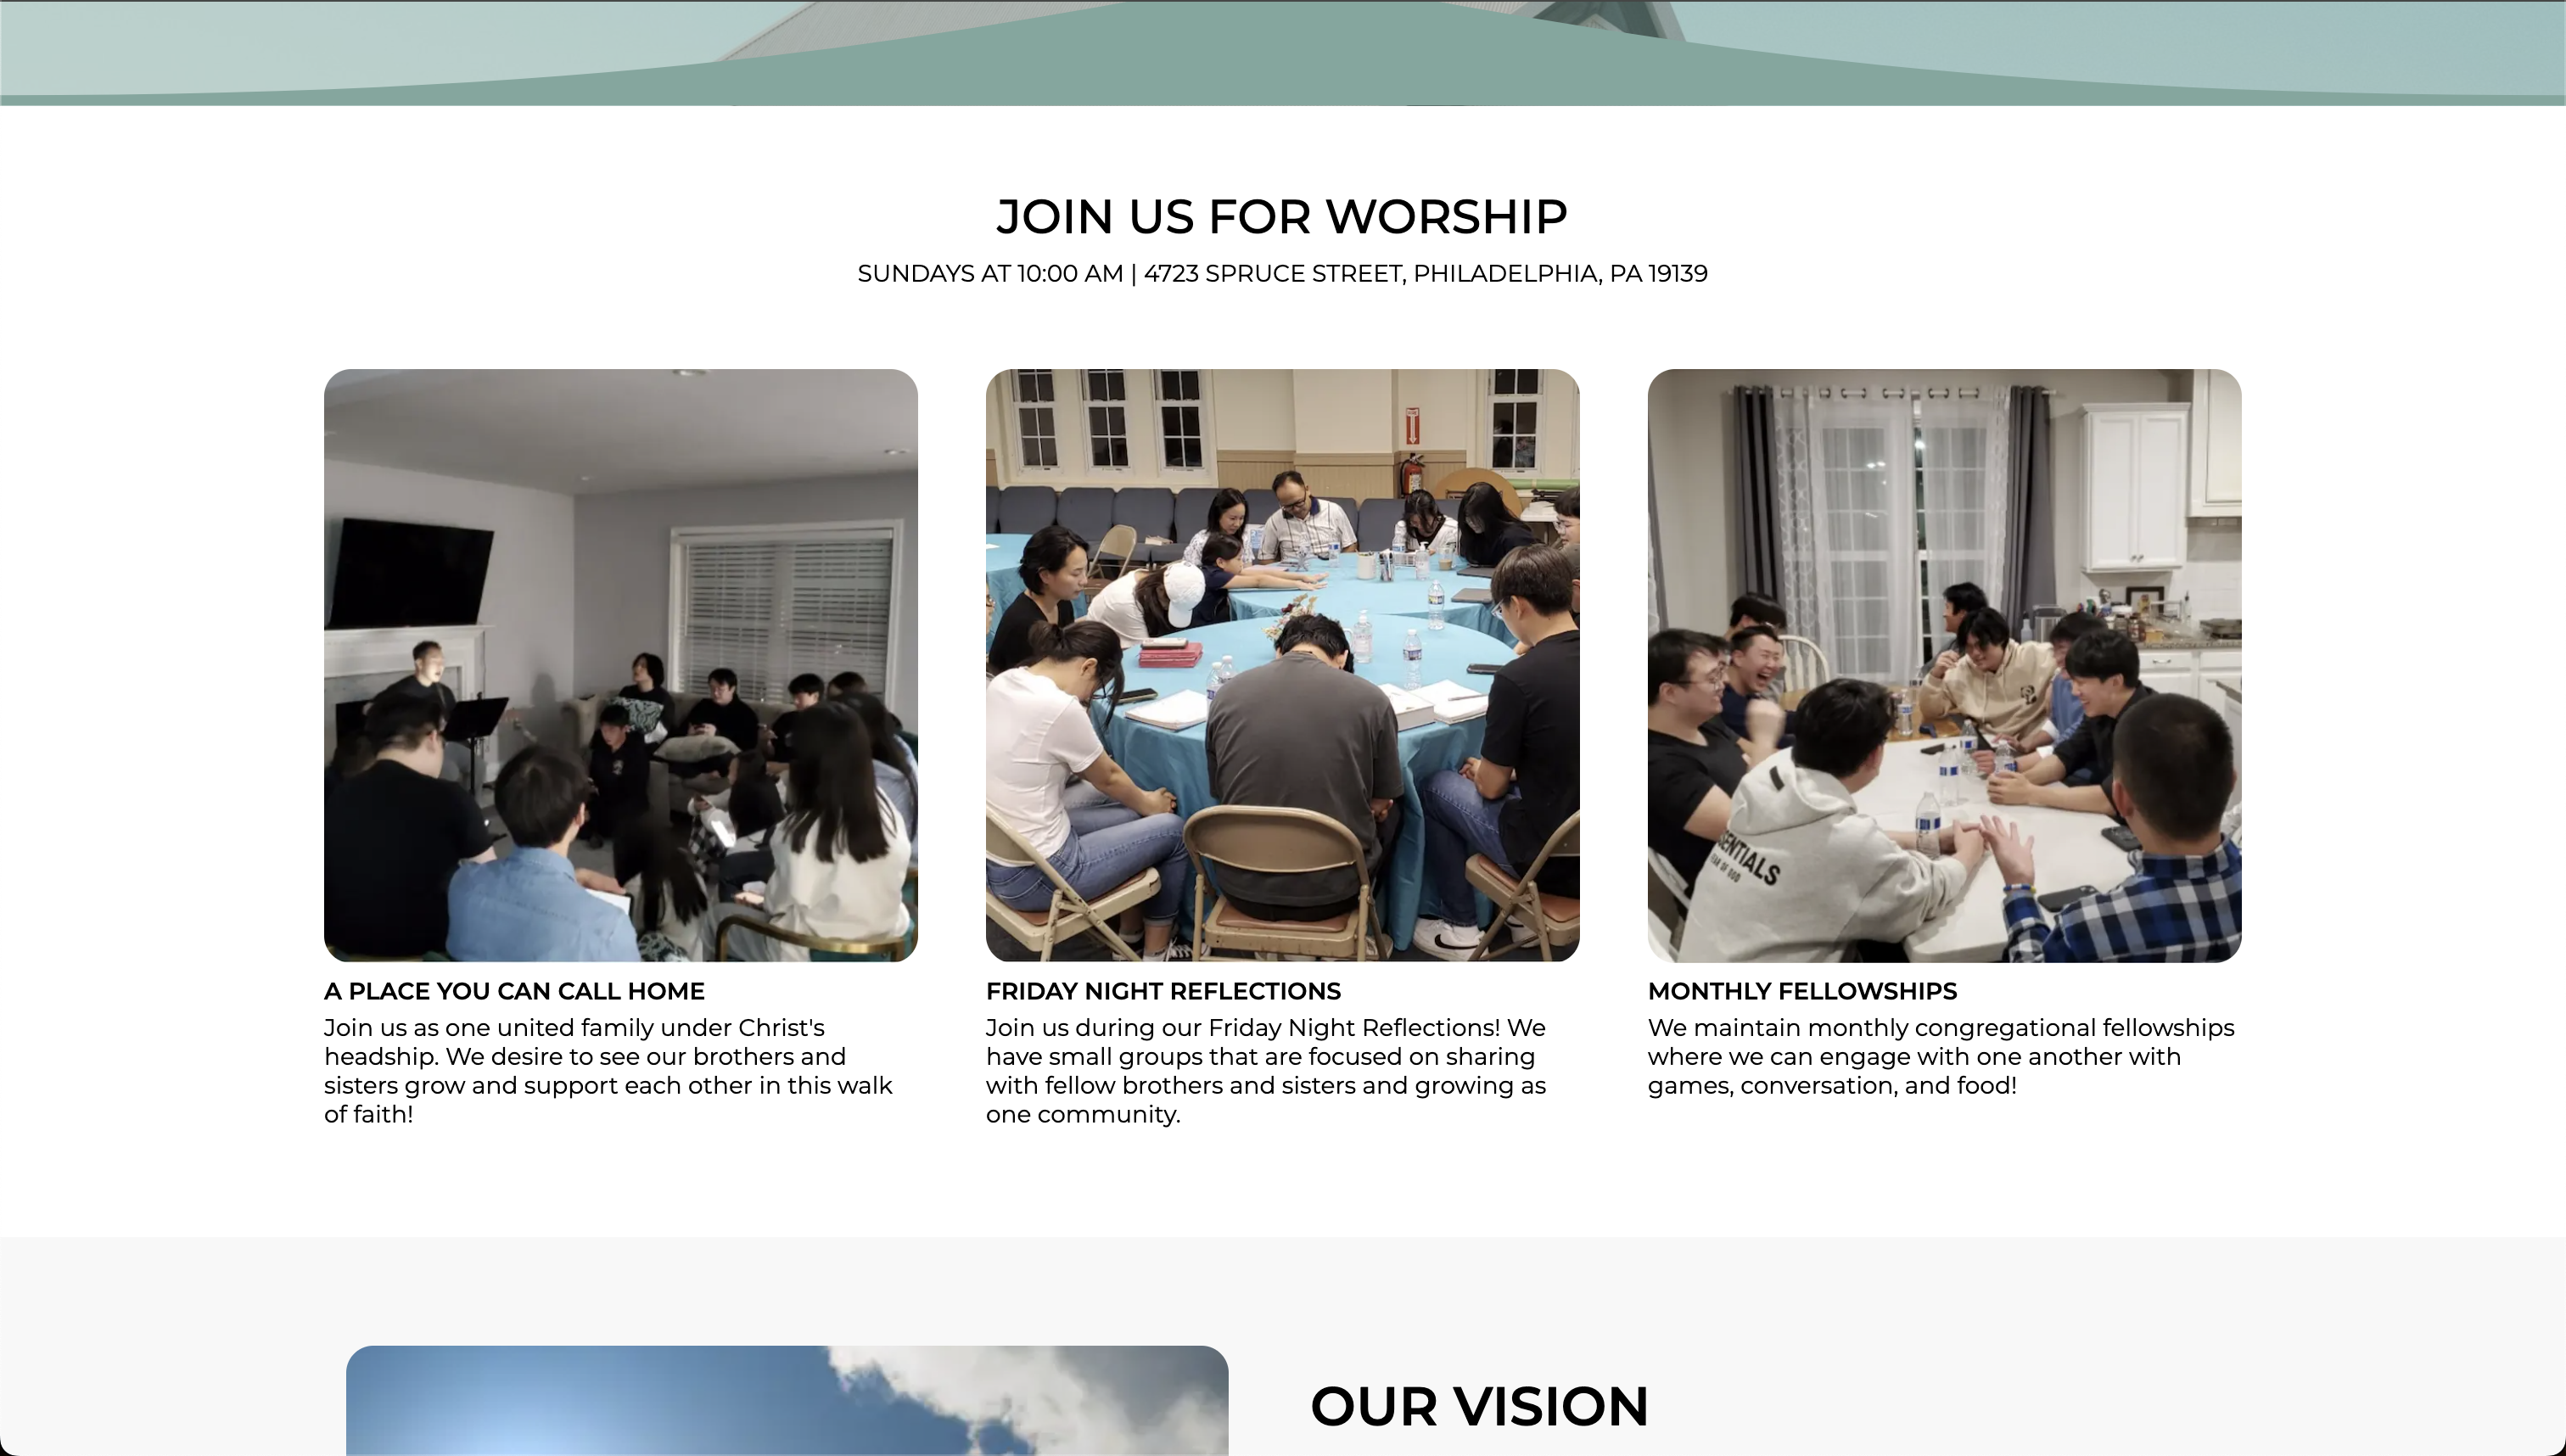 JOIN US FOR WORSHIP
SUNDAYS AT 10:00 AM | 4723 SPRUCE STREET, PHILADELPHIA, PA 19139
ENTIALS
FEAR OF GOD
A PLACE YOU CAN CALL HOME
Join us as one united family under Christ's
headship. We desire to see our brothers and
sisters grow and support each other in this walk
of faith!
FRIDAY NIGHT REFLECTIONS
Join us during our Friday Night Reflections! We
have small groups that are focused on sharing
with fellow brothers and sisters and growing as
one community.
MONTHLY FELLOWSHIPS
We maintain monthly congregational fellowships
where we can engage with one another with
games, conversation, and food!
OUR VISION